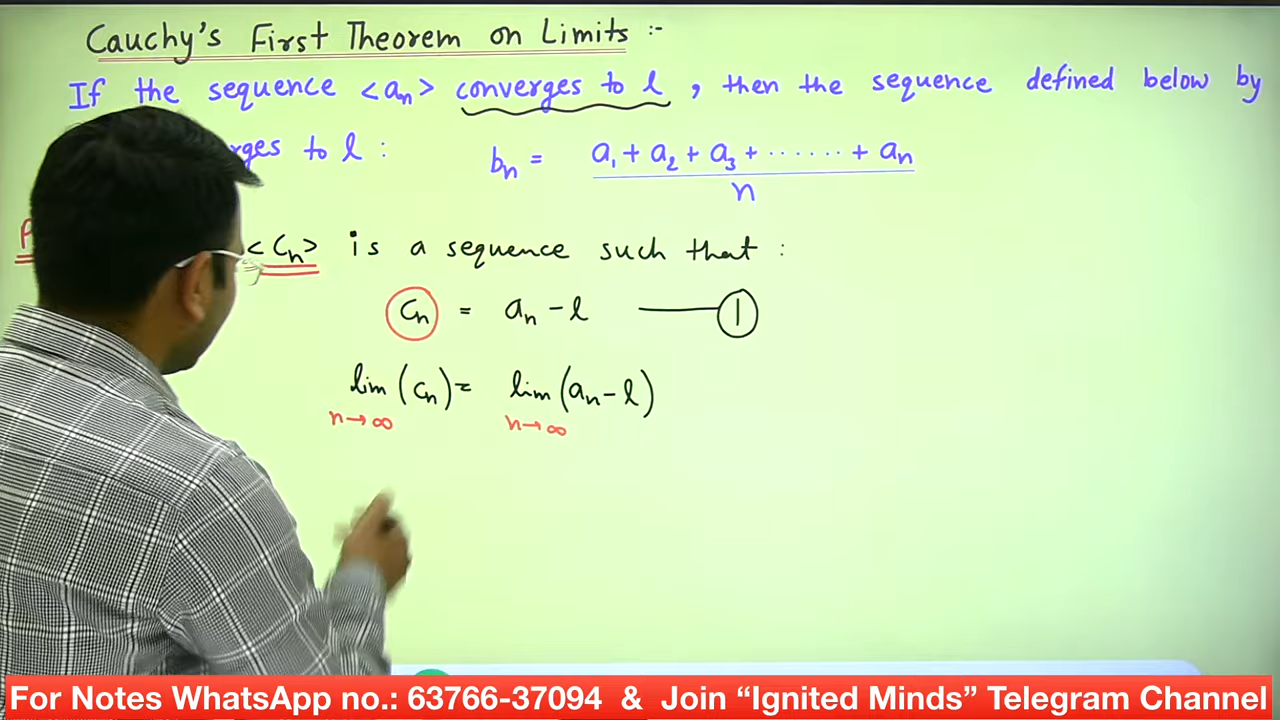 Cauchy's First Theorem on Limits :-
If the sequence <aₙ> converges to l , then the sequence defined below by
to l : bₙ = a₁ + a₂ + a₃ + ...... + aₙ / n
<Cₙ> is a sequence such that :
Cₙ = aₙ - l ——— ①
lim (Cₙ) = lim (aₙ - l)
n→∞ n→∞
For Notes WhatsApp no.: 63766-37094 & Join “Ignited Minds” Telegram Channel